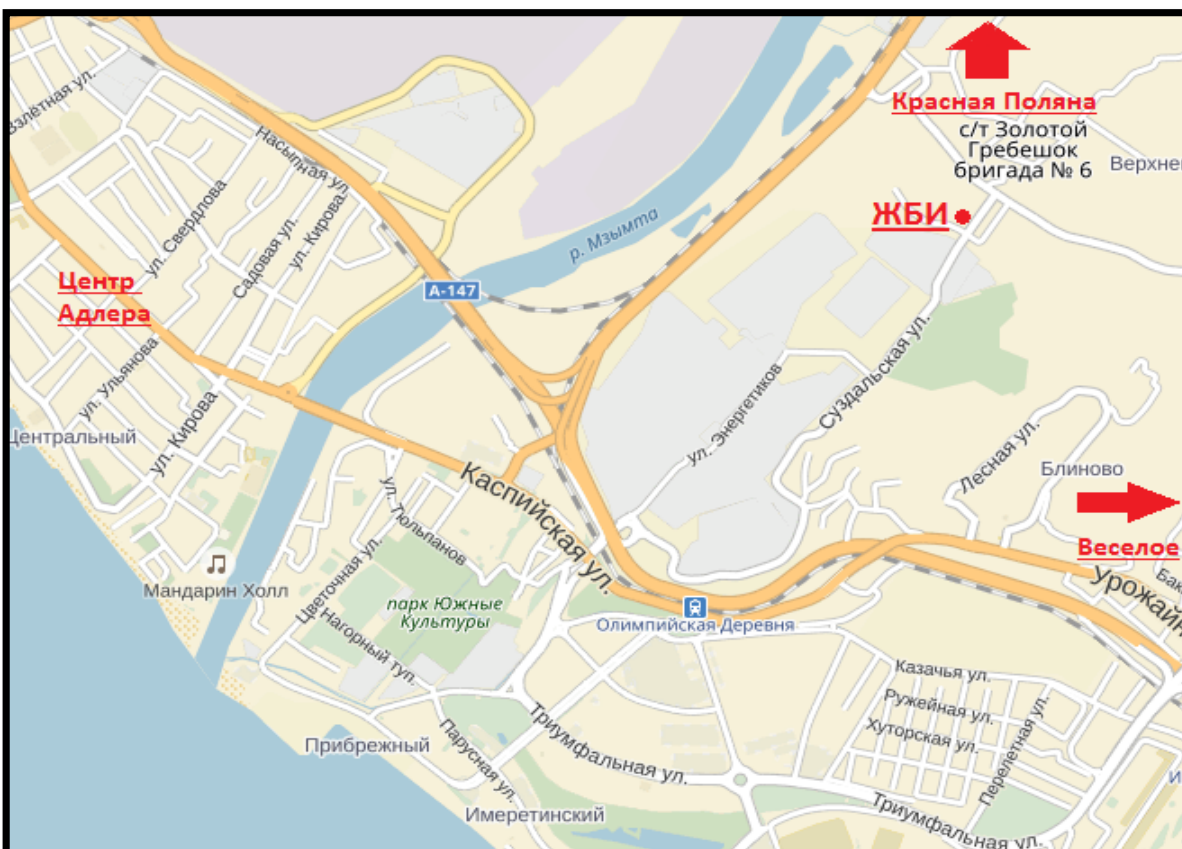 Красная Поляна
с/т Золотой
Гребешок
бригада № 6
Верхне
Взлётная ул.
Насыпная ул.
ул. Свердлова
Садовая ул.
ул. Кирова
р. Мзымта
ЖБИ
Центр
Адлера
А-147
ул. Ульянова
ул. Кирова
Центральный
Суздальская ул.
ул. Энергетиков
Лесная ул.
Блиново
Каспийская ул.
ул. Тюльпанов
Цветочная ул.
Веселое
Мандарин Холл
парк Южные
Культуры
Нагорный туп.
Олимпийская Деревня
Урожайн
Бак
Казачья ул.
Ружейная ул.
Хуторская ул.
Перелетная ул.
Прибрежный
Парусная ул.
Триумфальная ул.
Имеретинский
Триумфальная ул.
И